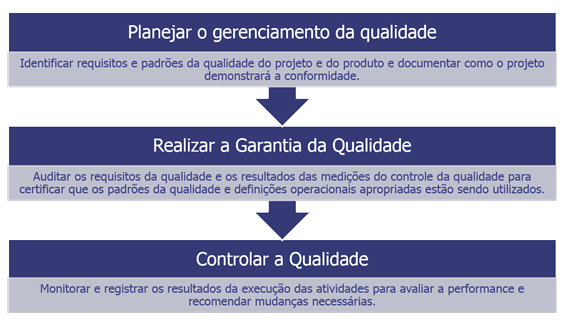 Planejar o gerenciamento da qualidade
Identificar requisitos e padrões da qualidade do projeto e do produto e documentar como o projeto
demonstrará a conformidade.
Realizar a Garantia da Qualidade
Auditar os requisitos da qualidade e os resultados das medições do controle da qualidade para
certificar que os padrões da qualidade e definições operacionais apropriadas estão sendo utilizados.
Controlar a Qualidade
Monitorar e registrar os resultados da execução das atividades para avaliar a performance e
recomendar mudanças necessárias.